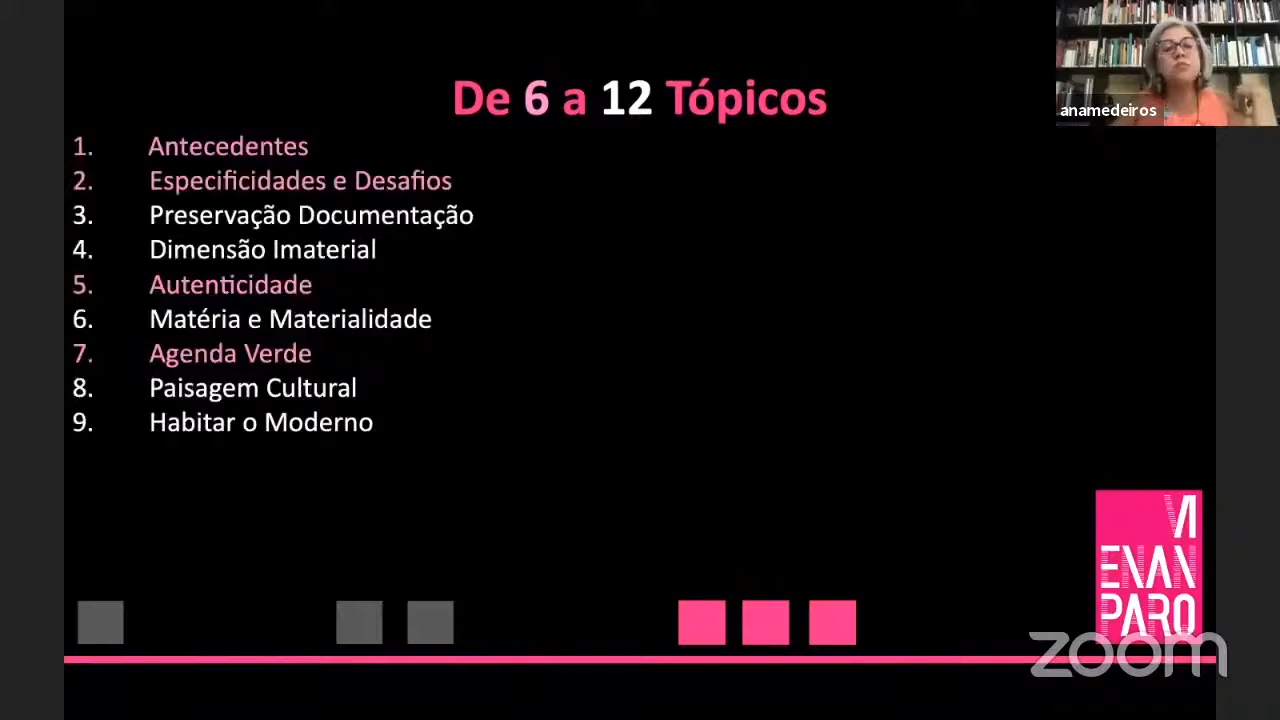 De 6 a 12 Tópicos
anamedeiros
1. Antecedentes
2. Especificidades e Desafios
3. Preservação Documentação
4. Dimensão Imaterial
5. Autenticidade
6. Matéria e Materialidade
7. Agenda Verde
8. Paisagem Cultural
9. Habitar o Moderno
VI
ENAN
PARQ
zoom